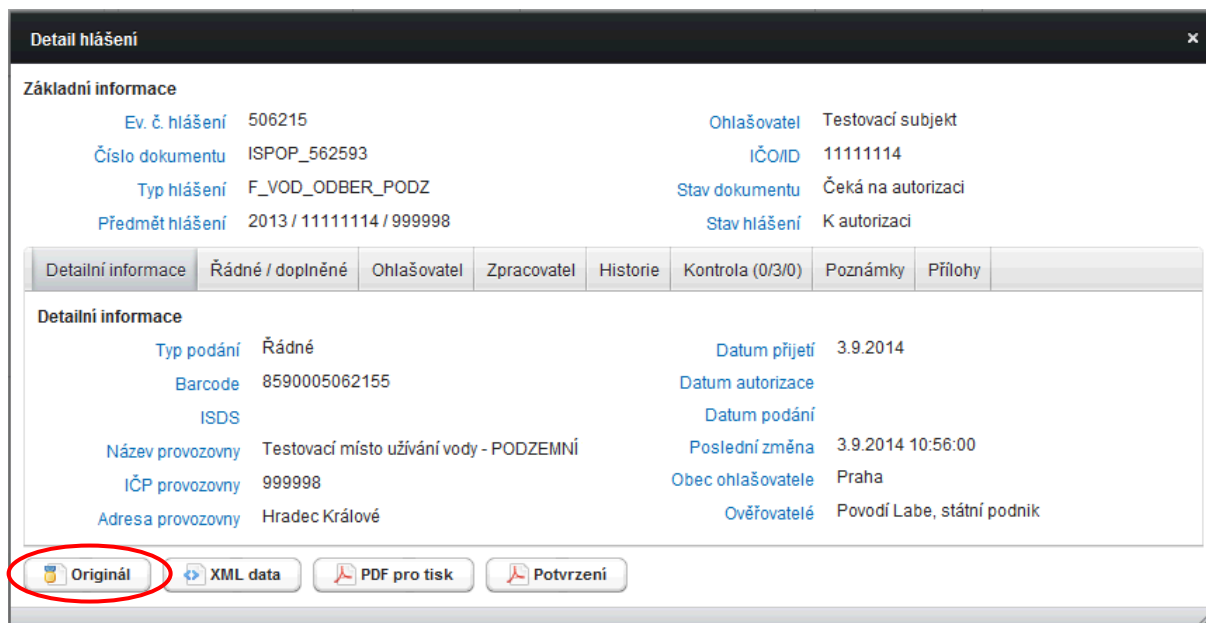 Detail hlášení ×
Základní informace
Ev. č. hlášení 506215 Ohlašovatel Testovací subjekt
Číslo dokumentu ISPOP_562593 IČO/ID 11111114
Typ hlášení F_VOD_ODBER_PODZ Stav dokumentu Čeká na autorizaci
Předmět hlášení 2013 / 11111114 / 999998 Stav hlášení K autorizaci
Detailní informace Řádné / doplněné Ohlašovatel Zpracovatel Historie Kontrola (0/3/0) Poznámky Přílohy
Detailní informace
Typ podání Řádné Datum přijetí 3.9.2014
Barcode 8590005062155 Datum autorizace
ISDS Datum podání
Název provozovny Testovací místo užívání vody - PODZEMNÍ Poslední změna 3.9.2014 10:56:00
IČP provozovny 999998 Obec ohlašovatele Praha
Adresa provozovny Hradec Králové Ověřovatelé Povodí Labe, státní podnik
Originál XML data PDF pro tisk Potvrzení